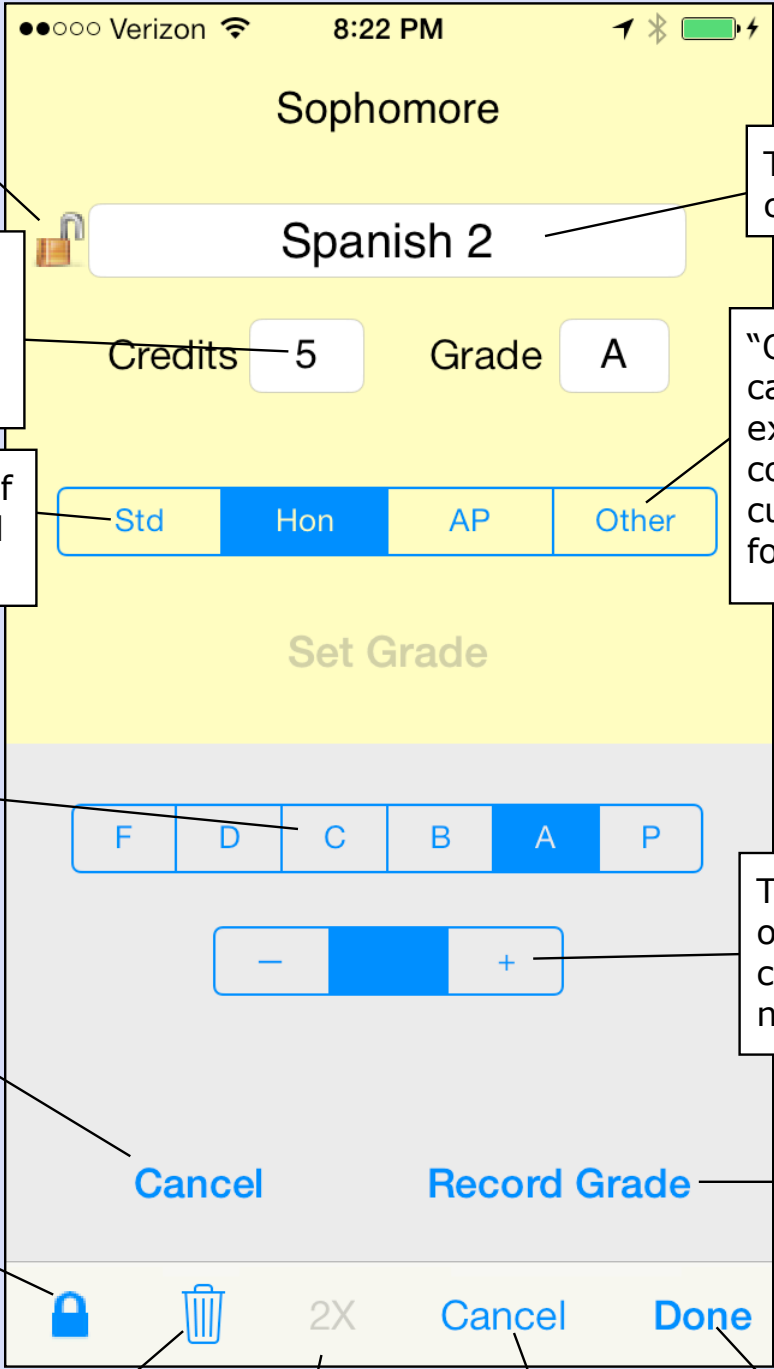 Verizon 8:22 PM
Sophomore
Spanish 2
Credits 5 Grade A
f
Std Hon AP Other
Set Grade
F D C B A P
— +
Cancel Record Grade
2X Cancel Done